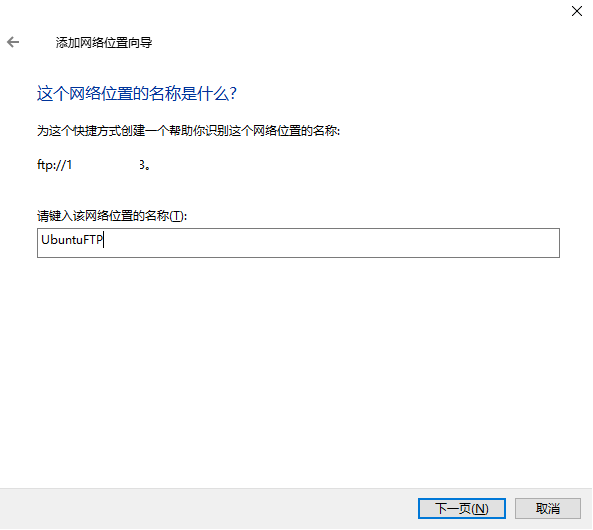 添加网络位置向导
这个网络位置的名称是什么?
为这个快捷方式创建一个帮助你识别这个网络位置的名称:
ftp://1 3。
请键入该网络位置的名称(T):
UbuntuFTP
下一页(N)
取消